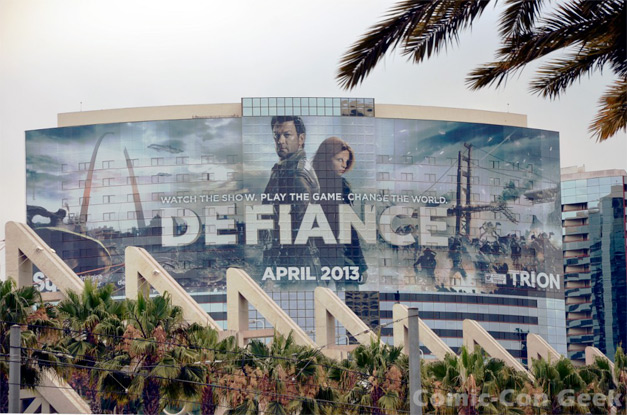 WATCH THE SHOW. PLAY THE GAME. CHANGE THE WORLD.
DEFIANCE
APRIL 2013
TRION
Comic-Con Geek